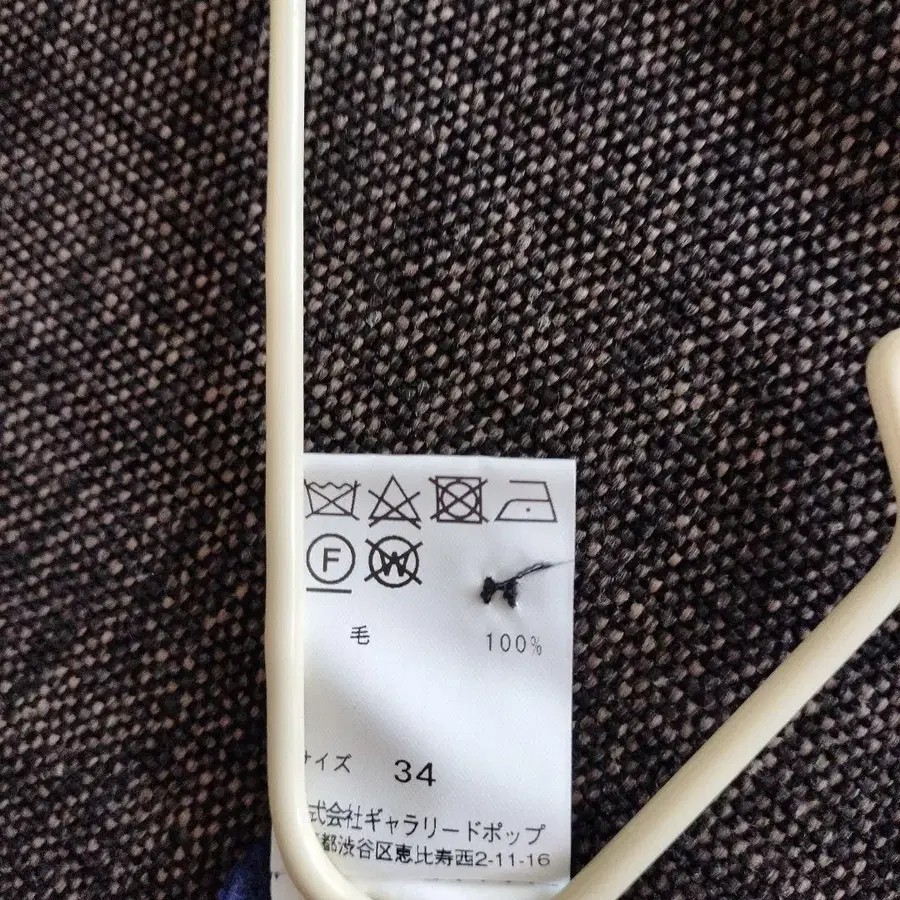 F W
毛 100%
イズ 34
式会社ギャラリードポップ
都渋谷区恵比寿西2-11-16